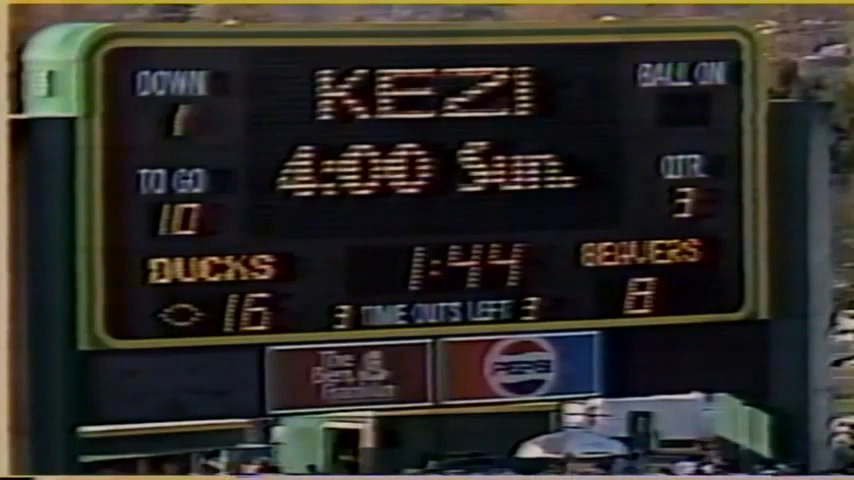 DOWN
1
KEZI
BALL ON
4:00 Sun.
TO GO
10
QTR.
3
DUCKS
1:44
BEAVERS
16
3 TIME OUTS LEFT 3
8
The
PEPSI